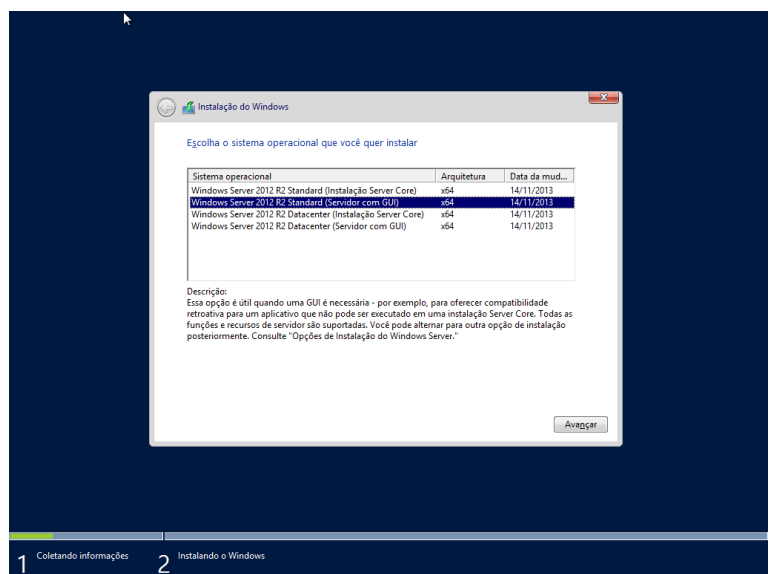 Instalação do Windows
Escolha o sistema operacional que você quer instalar
Sistema operacional Arquitetura Data da mud...
Windows Server 2012 R2 Standard (Instalação Server Core) x64 14/11/2013
Windows Server 2012 R2 Standard (Servidor com GUI) x64 14/11/2013
Windows Server 2012 R2 Datacenter (Instalação Server Core) x64 14/11/2013
Windows Server 2012 R2 Datacenter (Servidor com GUI) x64 14/11/2013
Descrição:
Essa opção é útil quando uma GUI é necessária - por exemplo, para oferecer compatibilidade
retroativa para um aplicativo que não pode ser executado em uma instalação Server Core. Todas as
funções e recursos de servidor são suportadas. Você pode alternar para outra opção de instalação
posteriormente. Consulte "Opções de Instalação do Windows Server."
Avançar
1 Coletando informações 2 Instalando o Windows